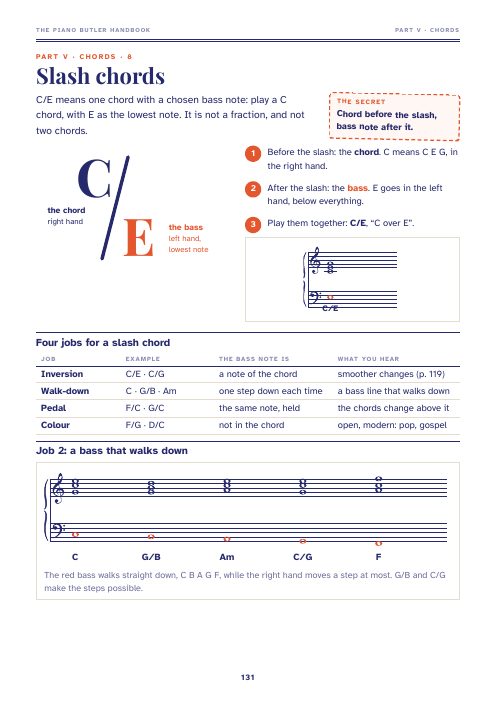 THE PIANO BUTLER HANDBOOK
PART V · CHORDS
PART V · CHORDS · 8
Slash chords
C/E means one chord with a chosen bass note: play a C
chord, with E as the lowest note. It is not a fraction, and not
two chords.
THE SECRET
Chord before the slash,
bass note after it.
C/E
the chord
right hand
the bass
left hand,
lowest note
1 Before the slash: the chord. C means C E G, in
the right hand.
2 After the slash: the bass. E goes in the left
hand, below everything.
3 Play them together: C/E, “C over E”.
C/E
Four jobs for a slash chord
JOB EXAMPLE THE BASS NOTE IS WHAT YOU HEAR
Inversion C/E · C/G a note of the chord smoother changes (p. 119)
Walk-down C · G/B · Am one step down each time a bass line that walks down
Pedal F/C · G/C the same note, held the chords change above it
Colour F/G · D/C not in the chord open, modern: pop, gospel
Job 2: a bass that walks down
C G/B Am C/G F
The red bass walks straight down, C B A G F, while the right hand moves a step at most. G/B and C/G
make the steps possible.
131